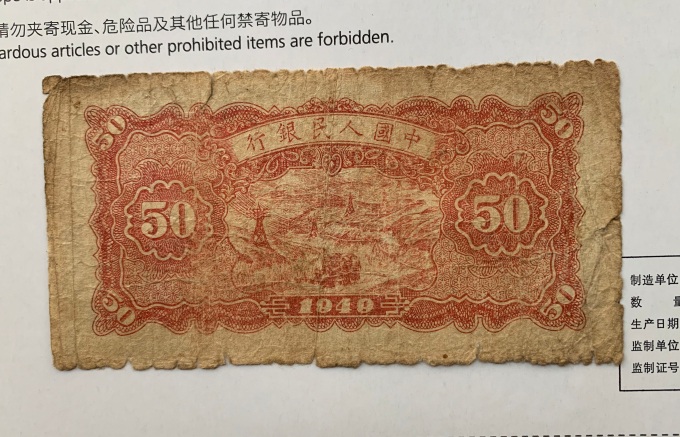 请勿夹寄现金、危险品及其他任何禁寄物品。
ardous articles or other prohibited items are forbidden.
中國人民銀行
50
50
50
50
50
50
1949
制造单位
数 量
生产日期
监制单位
监制证号